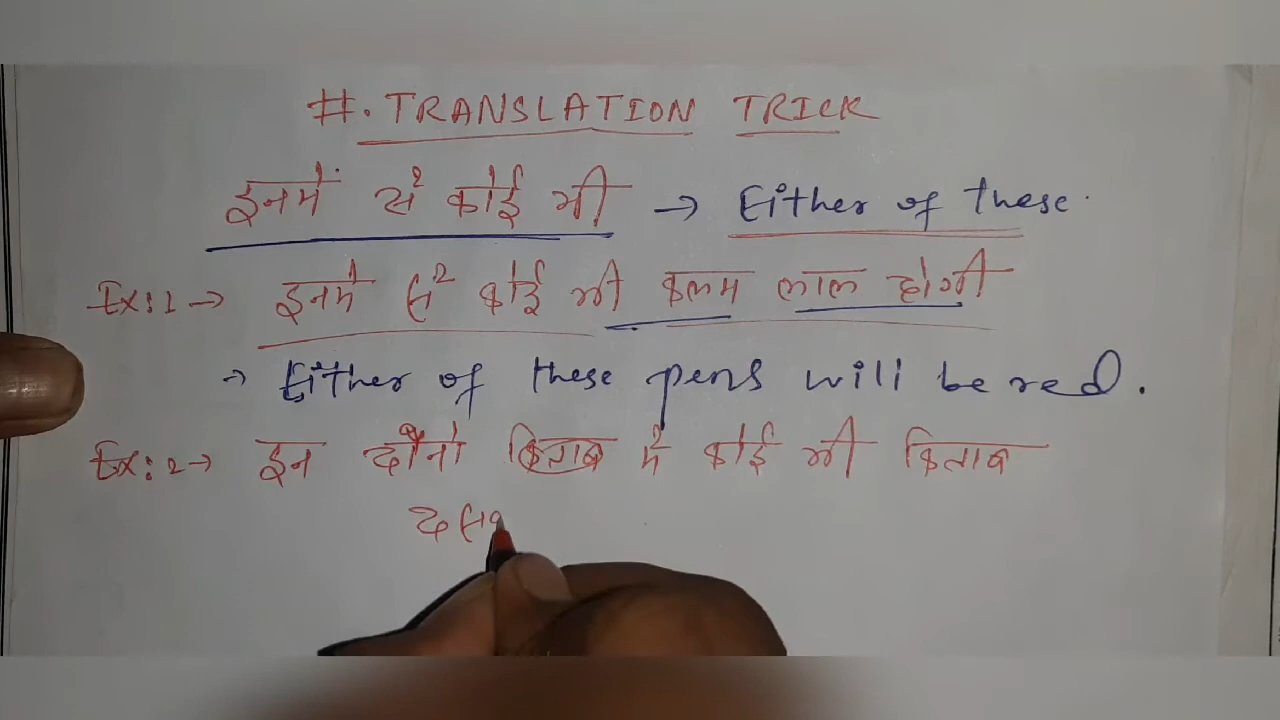 #. TRANSLATION TRICK
इनमें से कोई भी → Either of these.
Ex:1 → इनमे से कोई भी कलम लाल होगी
→ Either of these pens will be red.
Ex:2 → इन दोनो किताब मे कोई भी किताब